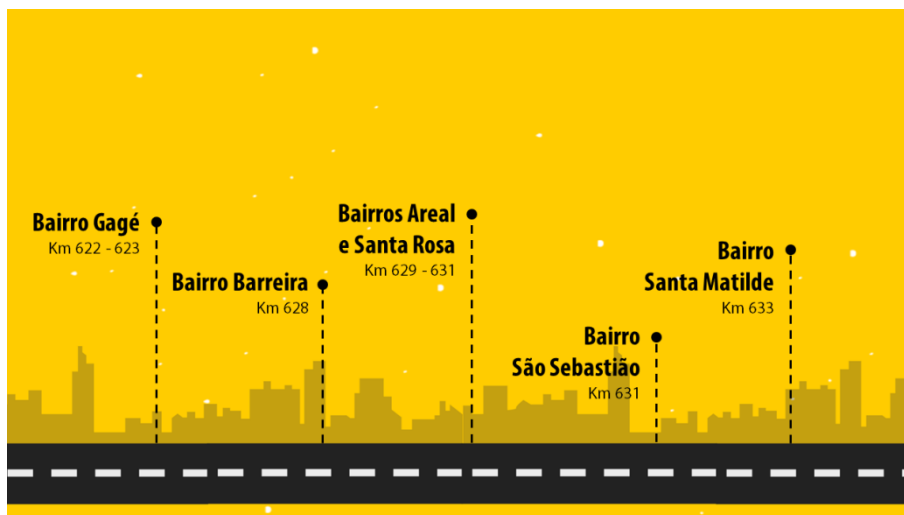 Bairro Gagé
Km 622 - 623
Bairro Barreira
Km 628
Bairros Areal
e Santa Rosa
Km 629 - 631
Bairro
São Sebastião
Km 631
Bairro
Santa Matilde
Km 633